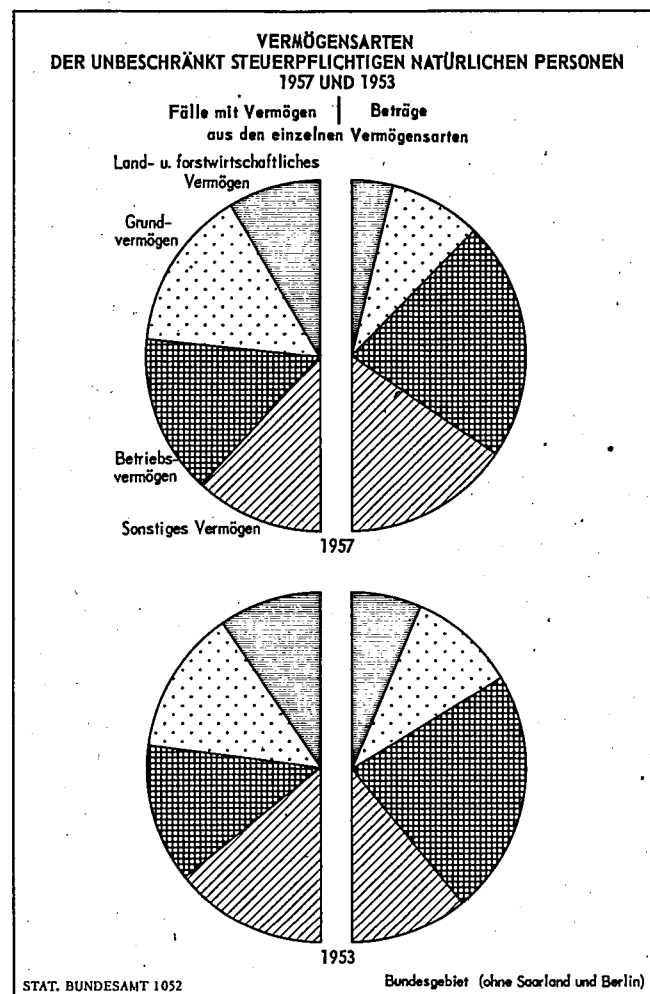 VERMÖGENSARTEN
DER UNBESCHRÄNKT STEUERPFLICHTIGEN NATÜRLICHEN PERSONEN
1957 UND 1953
Fälle mit Vermögen | Beträge
aus den einzelnen Vermögensarten
Land- u. forstwirtschaftliches
Vermögen
Grund-
vermögen
Betriebs-
vermögen
Sonstiges Vermögen
1957
1953
STAT. BUNDESAMT 1052
Bundesgebiet (ohne Saarland und Berlin)